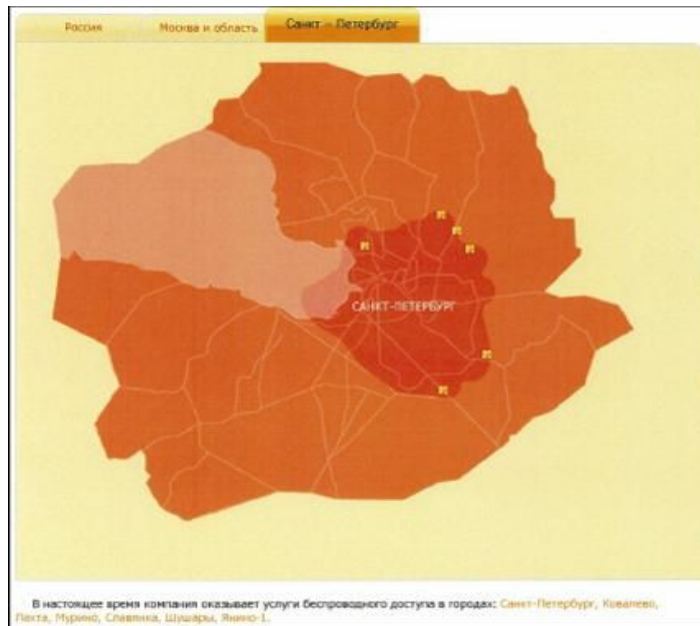 Россия Москва и область Санкт – Петербург
САНКТ-ПЕТЕРБУРГ
В настоящее время компания оказывает услуги беспроводного доступа в городах: Санкт-Петербург, Ковалево,
Лахта, Мурино, Славянка, Шушары, Янино-1.